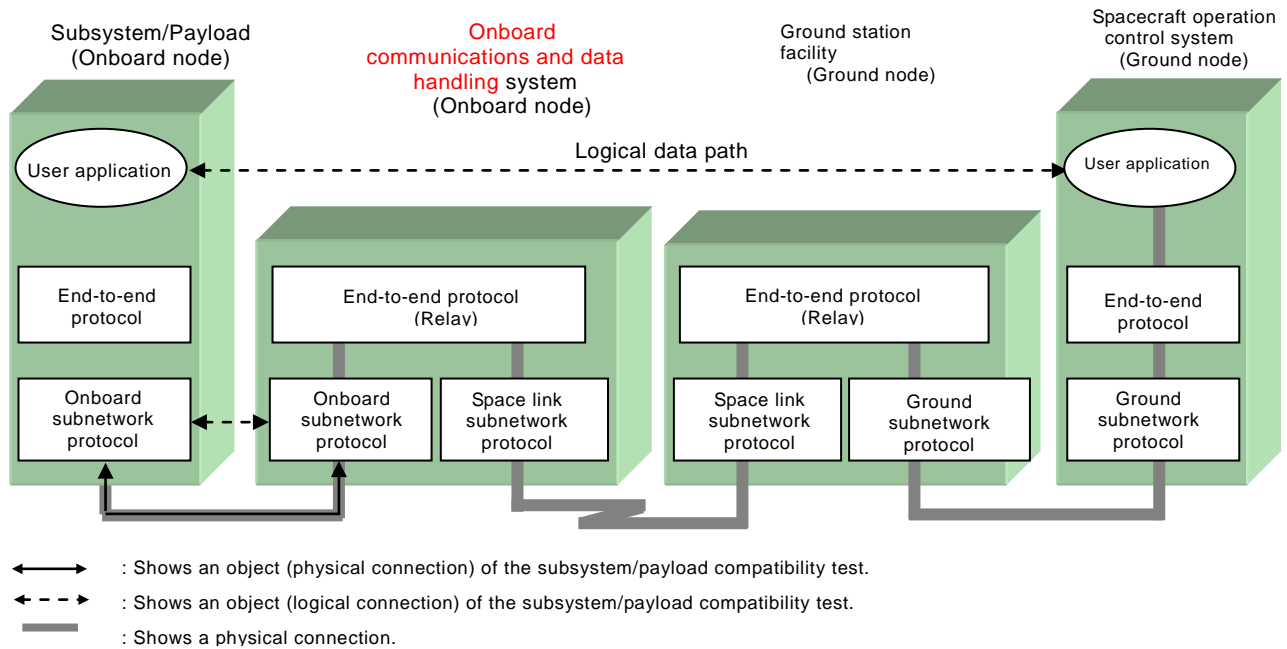 Subsystem/Payload
(Onboard node)
Onboard
communications and data
handling system
(Onboard node)
Ground station
facility
(Ground node)
Spacecraft operation
control system
(Ground node)
Logical data path
User application
User application
End-to-end
protocol
End-to-end protocol
(Relay)
End-to-end protocol
(Relay)
End-to-end
protocol
Onboard
subnetwork
protocol
Onboard
subnetwork
protocol
Space link
subnetwork
protocol
Space link
subnetwork
protocol
Ground
subnetwork
protocol
Ground
subnetwork
protocol
: Shows an object (physical connection) of the subsystem/payload compatibility test.
: Shows an object (logical connection) of the subsystem/payload compatibility test.
: Shows a physical connection.